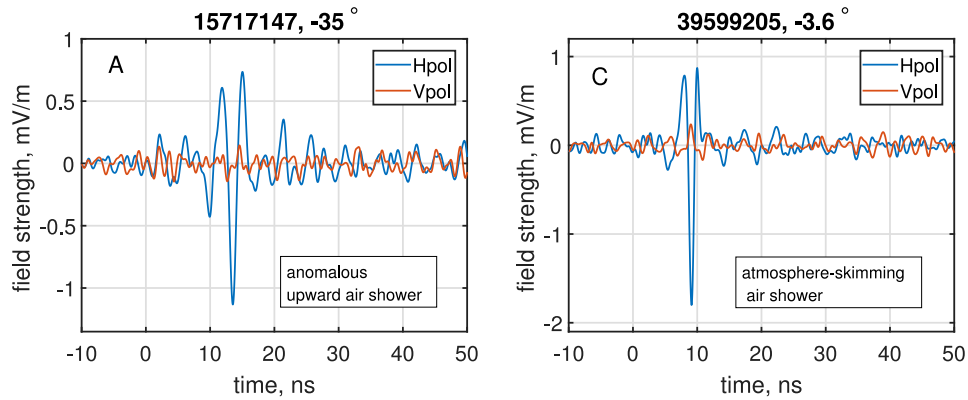 15717147, -35 °
A
Hpol
Vpol
1
0.5
0
-0.5
-1
field strength, mV/m
anomalous
upward air shower
-10 0 10 20 30 40 50
time, ns
39599205, -3.6 °
C
Hpol
Vpol
1
0
-1
-2
field strength, mV/m
atmosphere-skimming
air shower
-10 0 10 20 30 40 50
time, ns